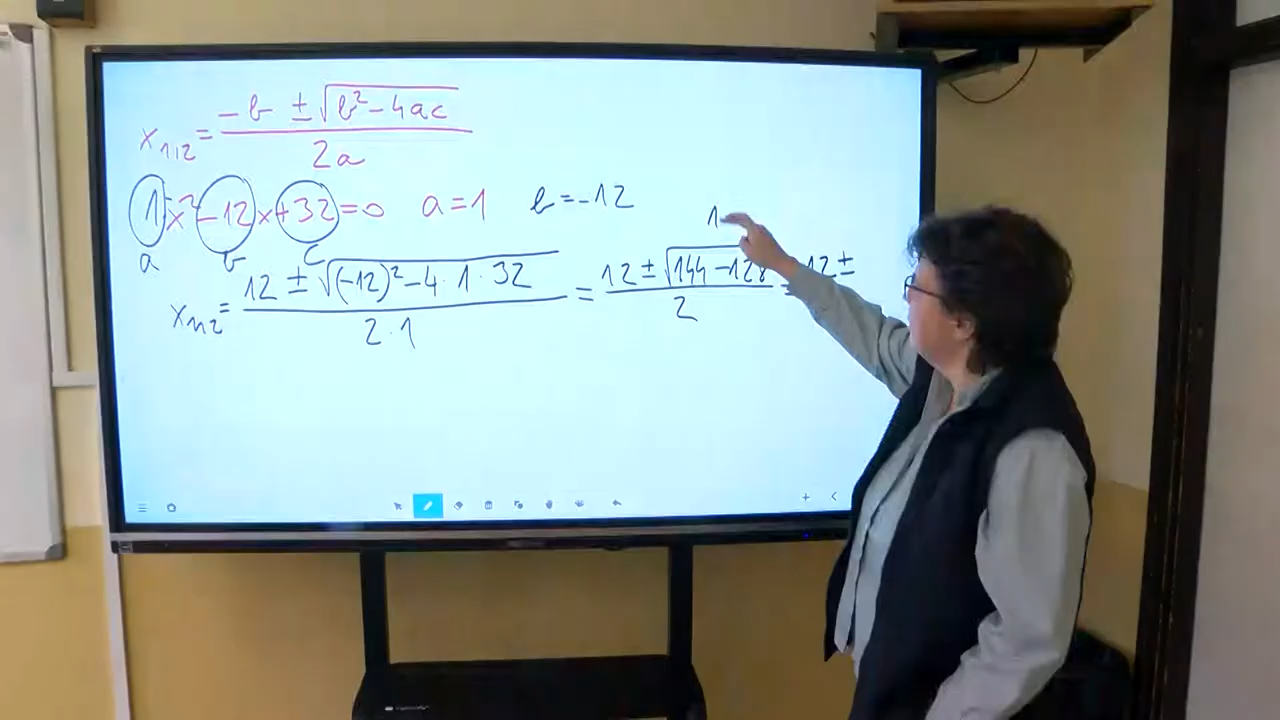 x₁,₂ = (-b ± √(b² - 4ac)) / 2a
1x² -12x +32 = 0 a = 1 b = -12
a b c
1
x₁,₂ = (12 ± √((-12)² - 4·1·32)) / 2·1 = (12 ± √(144 - 128)) / 2 = 12 ±